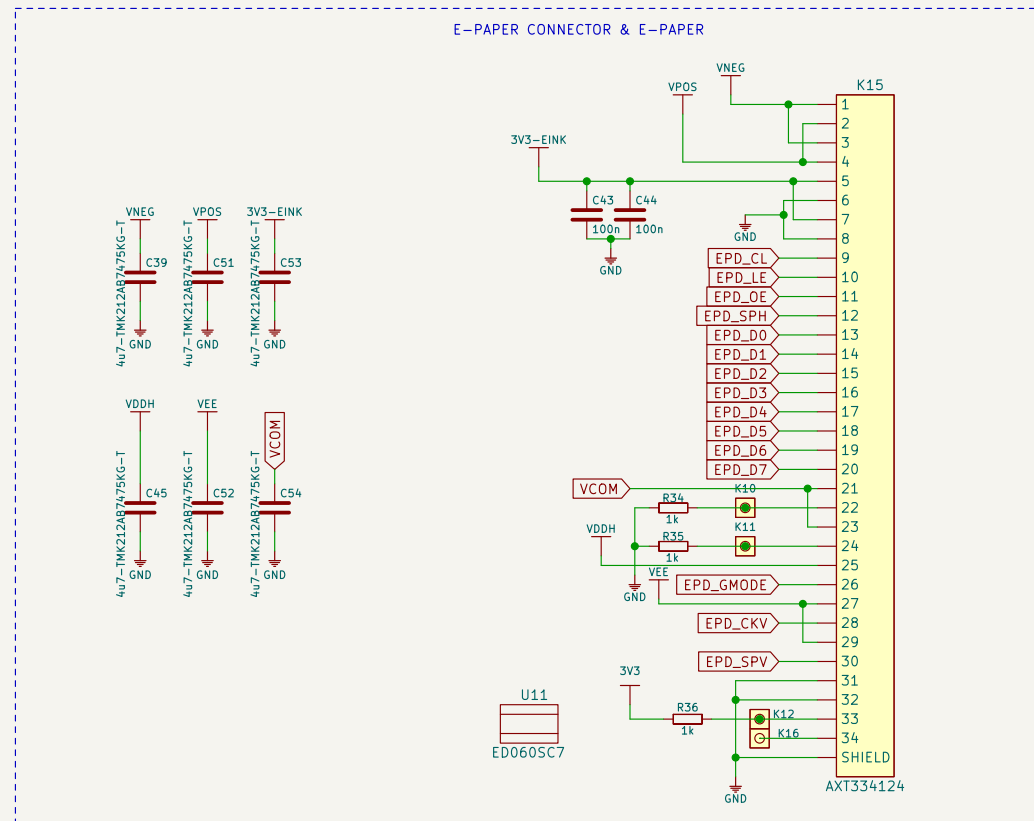 E-PAPER CONNECTOR & E-PAPER
VNEG
VPOS
3V3-EINK
K15
1
2
3
4
5
6
7
8
9
10
11
12
13
14
15
16
17
18
19
20
21
22
23
24
25
26
27
28
29
30
31
32
33
34
SHIELD
AXT334124
C43
100n
C44
100n
GND
GND
EPD_CL
EPD_LE
EPD_OE
EPD_SPH
EPD_D0
EPD_D1
EPD_D2
EPD_D3
EPD_D4
EPD_D5
EPD_D6
EPD_D7
VCOM
K10
R34
1k
K11
R35
1k
VDDH
GND
VEE
EPD_GMODE
EPD_CKV
EPD_SPV
3V3
R36
1k
K12
K16
GND
VNEG
4u7-TMK212AB7475KG-T
C39
GND
VPOS
4u7-TMK212AB7475KG-T
C51
GND
3V3-EINK
4u7-TMK212AB7475KG-T
C53
GND
VDDH
4u7-TMK212AB7475KG-T
C45
GND
VEE
4u7-TMK212AB7475KG-T
C52
GND
VCOM
4u7-TMK212AB7475KG-T
C54
GND
U11
ED060SC7